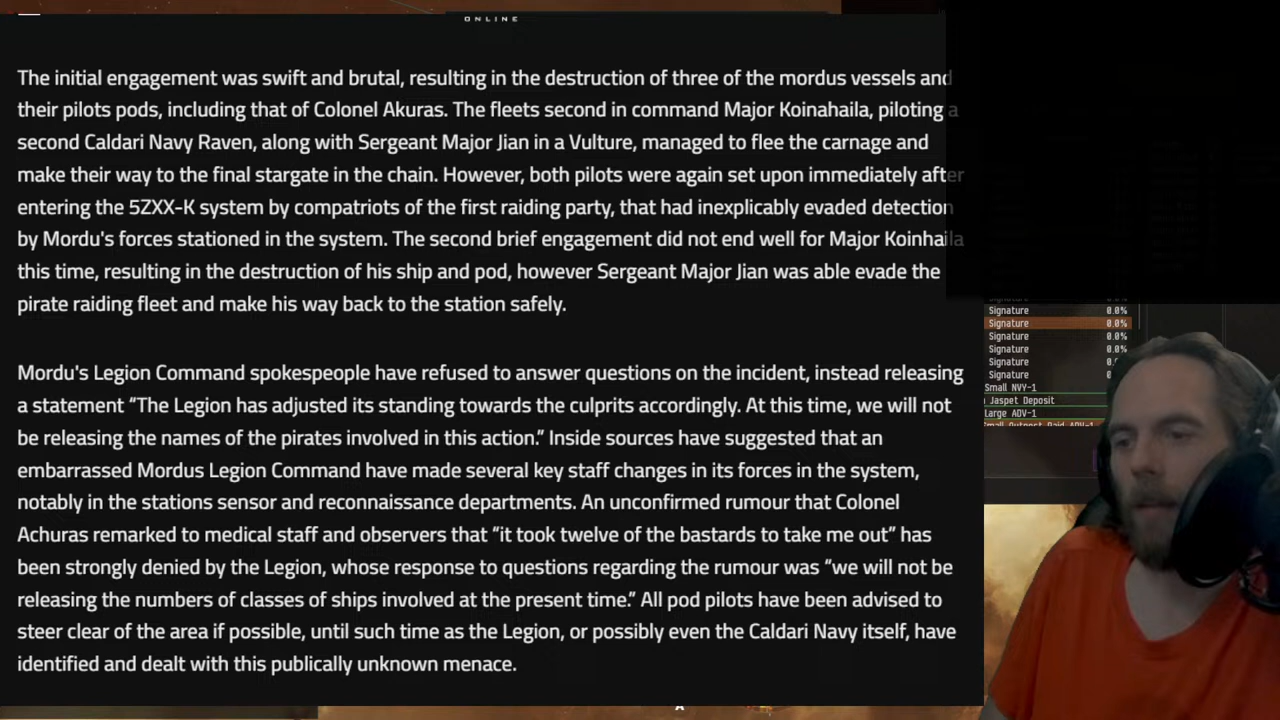 ONLINE
The initial engagement was swift and brutal, resulting in the destruction of three of the mordus vessels and
their pilots pods, including that of Colonel Akuras. The fleets second in command Major Koinahaila, piloting a
second Caldari Navy Raven, along with Sergeant Major Jian in a Vulture, managed to flee the carnage and
make their way to the final stargate in the chain. However, both pilots were again set upon immediately after
entering the 5ZXX-K system by compatriots of the first raiding party, that had inexplicably evaded detection
by Mordu's forces stationed in the system. The second brief engagement did not end well for Major Koinhaila
this time, resulting in the destruction of his ship and pod, however Sergeant Major Jian was able evade the
pirate raiding fleet and make his way back to the station safely.
Mordu's Legion Command spokespeople have refused to answer questions on the incident, instead releasing
a statement “The Legion has adjusted its standing towards the culprits accordingly. At this time, we will not
be releasing the names of the pirates involved in this action.” Inside sources have suggested that an
embarrassed Mordus Legion Command have made several key staff changes in its forces in the system,
notably in the stations sensor and reconnaissance departments. An unconfirmed rumour that Colonel
Achuras remarked to medical staff and observers that “it took twelve of the bastards to take me out” has
been strongly denied by the Legion, whose response to questions regarding the rumour was “we will not be
releasing the numbers of classes of ships involved at the present time.” All pod pilots have been advised to
steer clear of the area if possible, until such time as the Legion, or possibly even the Caldari Navy itself, have
identified and dealt with this publically unknown menace.
Signature 0.0%
Signature 0.0%
Signature
Signature 0.0%
Signature
Signature
Small NVY-1
Jaspet Deposit
Large ADV-1
Small Outpost Raid ADV-1